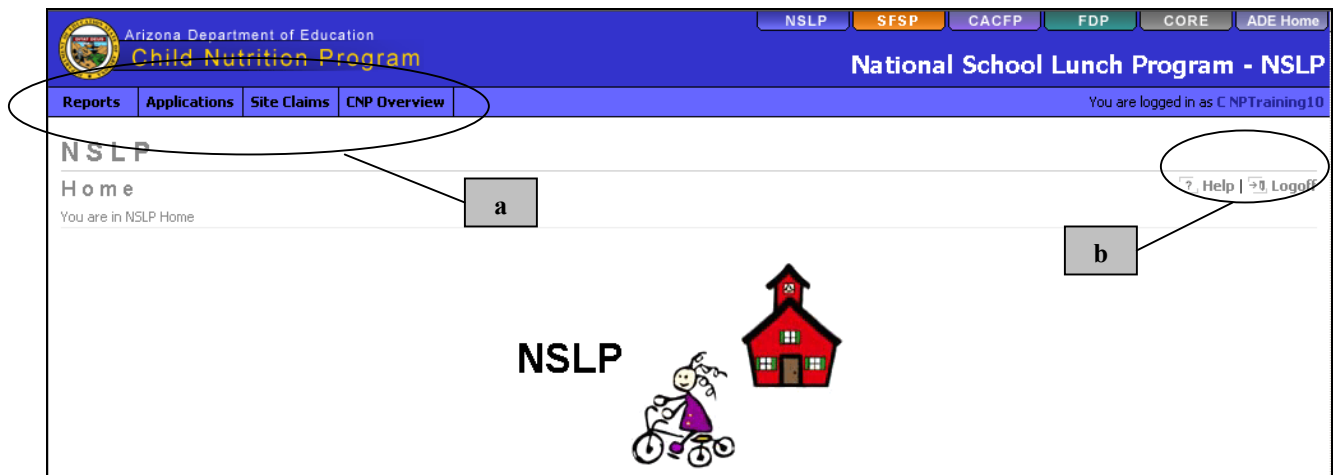 NSLP SFSP CACFP FDP CORE ADE Home
Arizona Department of Education
Child Nutrition Program
National School Lunch Program - NSLP
Reports Applications Site Claims CNP Overview You are logged in as C NPTraining10
NSLP
Home
? Help | Logoff
You are in NSLP Home
a
b
NSLP